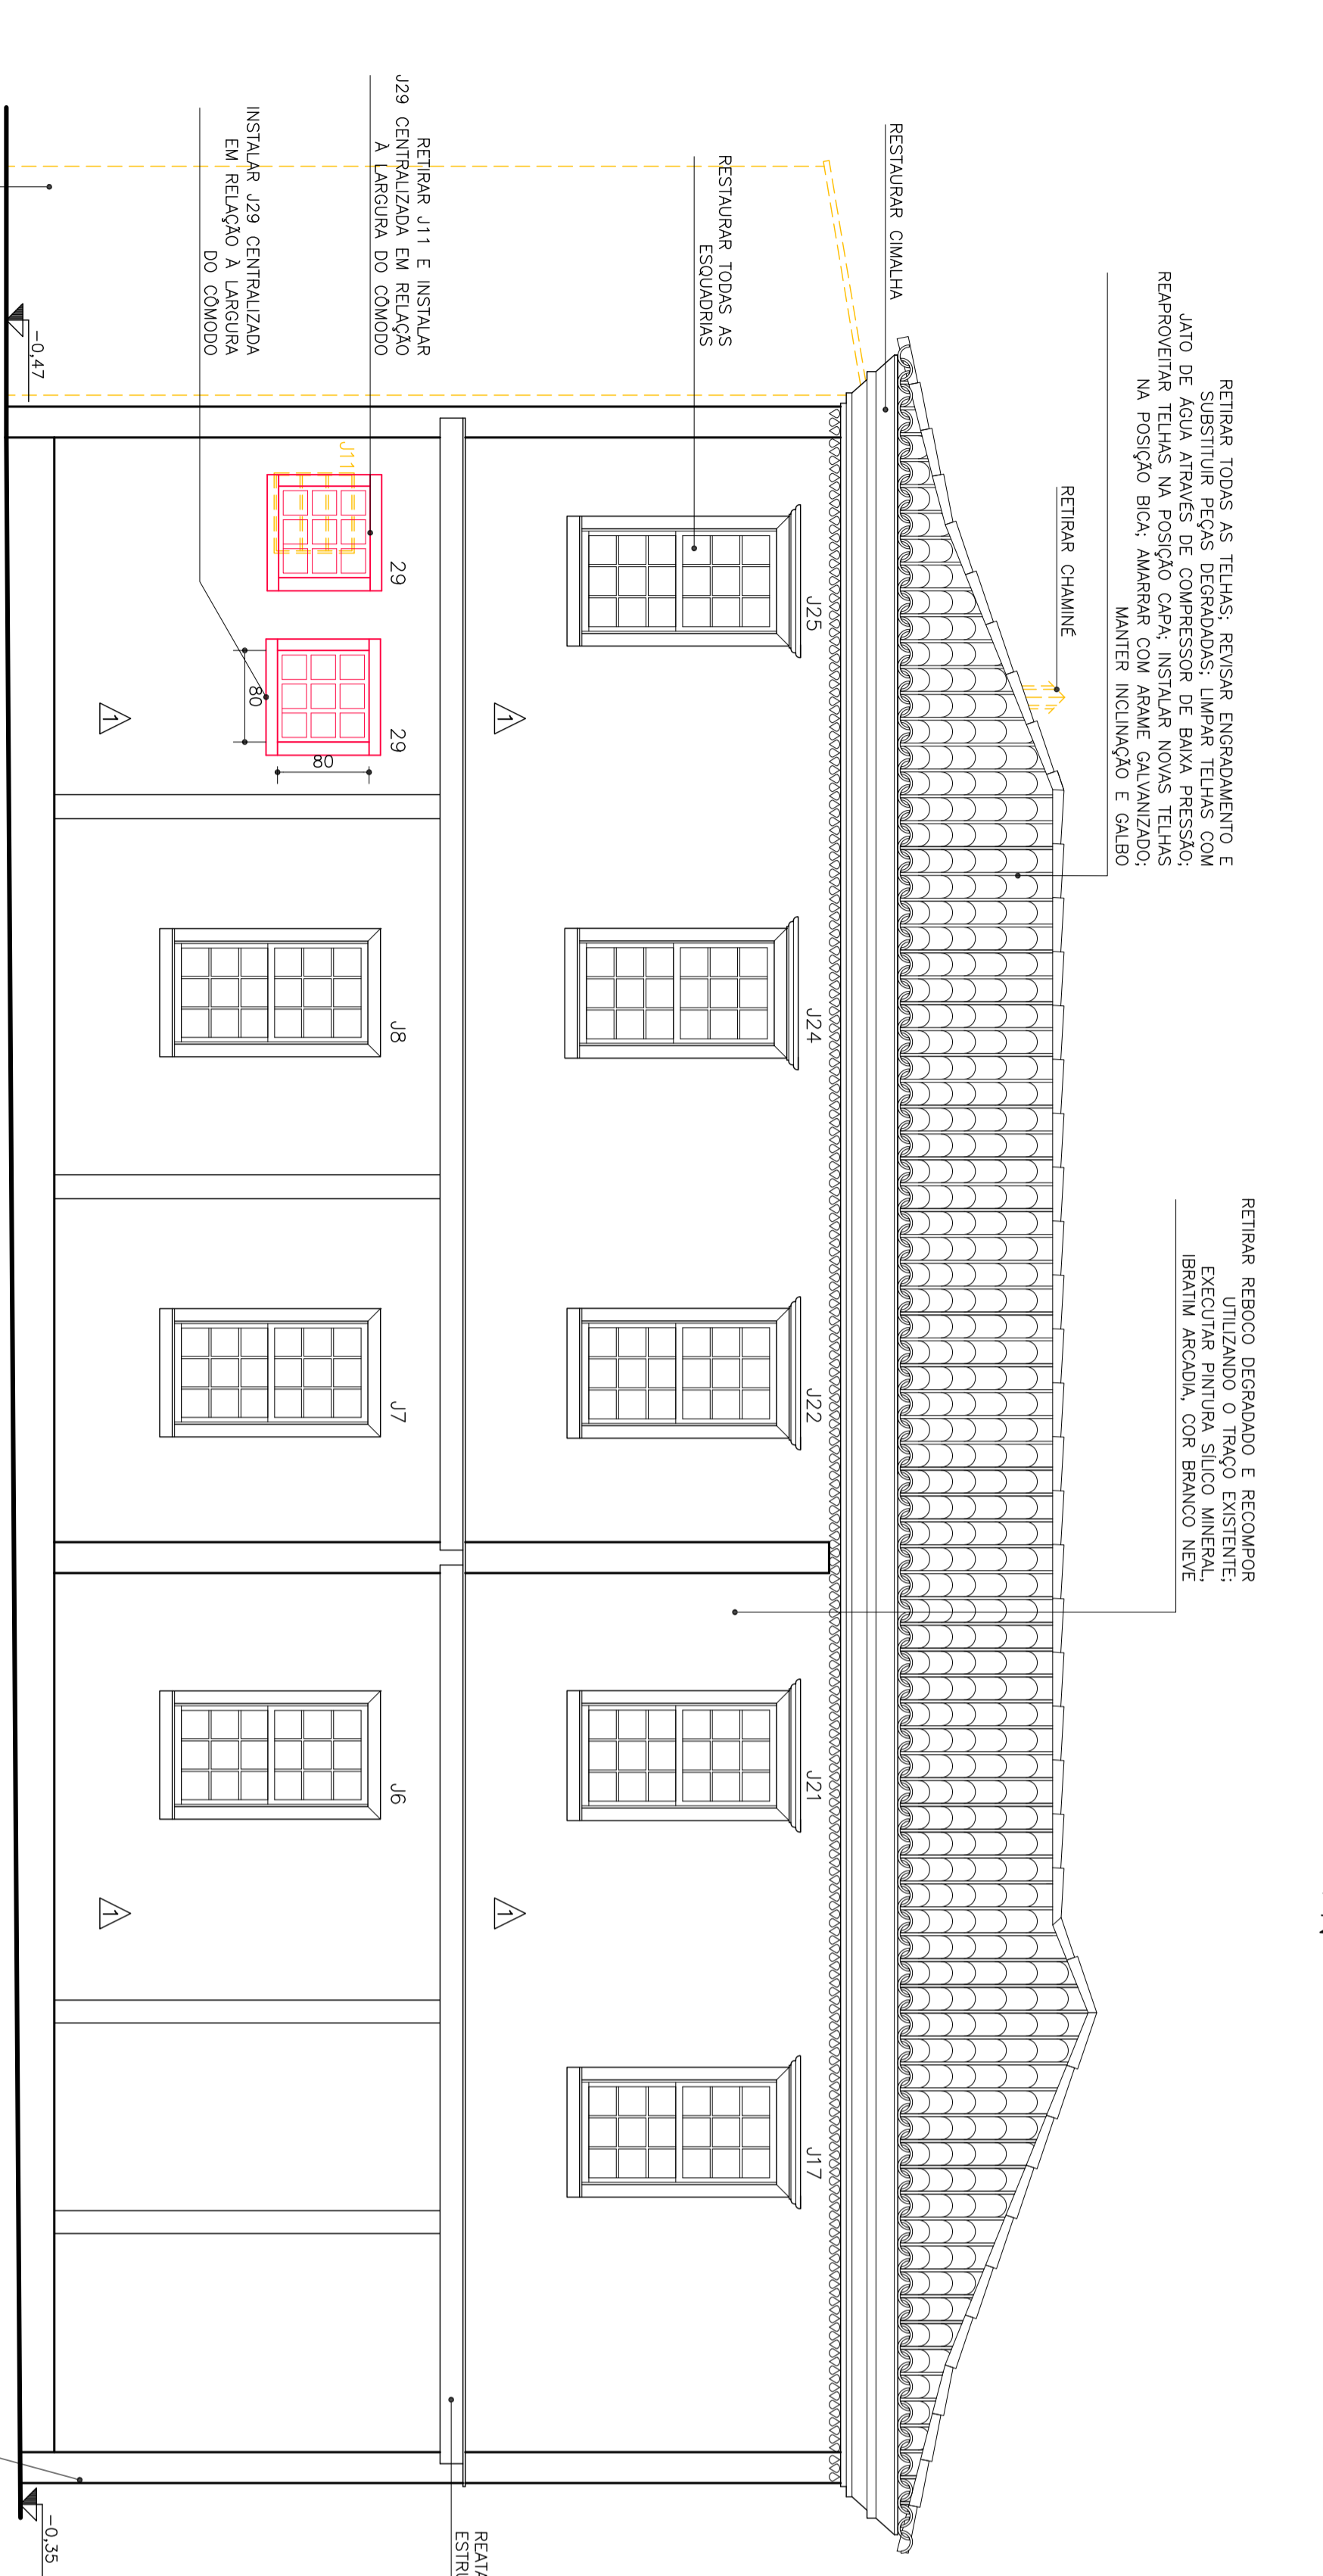 RETIRAR TODAS AS TELHAS; REVISAR ENGRADAMENTO E
SUBSTITUIR PEÇAS DEGRADADAS; LIMPAR TELHAS COM
JATO DE ÁGUA ATRAVÉS DE COMPRESSOR DE BAIXA PRESSÃO;
REAPROVEITAR TELHAS NA POSIÇÃO CAPA; INSTALAR NOVAS TELHAS
NA POSIÇÃO BICA; AMARRAR COM ARAME GALVANIZADO;
MANTER INCLINAÇÃO E GALBO
RETIRAR REBOCO DEGRADADO E RECOMPOR
UTILIZANDO O TRAÇO EXISTENTE;
EXECUTAR PINTURA SÍLICO MINERAL,
IBRATIM ARCADIA, COR BRANCO NEVE
RETIRAR CHAMINÉ
RESTAURAR CIMALHA
RESTAURAR TODAS AS
ESQUADRIAS
J25
J24
J22
J21
J17
1
1
RETIRAR J11 E INSTALAR
J29 CENTRALIZADA EM RELAÇÃO
À LARGURA DO CÔMODO
J11
29
29
J8
J7
J6
80
80
INSTALAR J29 CENTRALIZADA
EM RELAÇÃO À LARGURA
DO CÔMODO
1
1
REATA
ESTRU
-0,47
-0,35